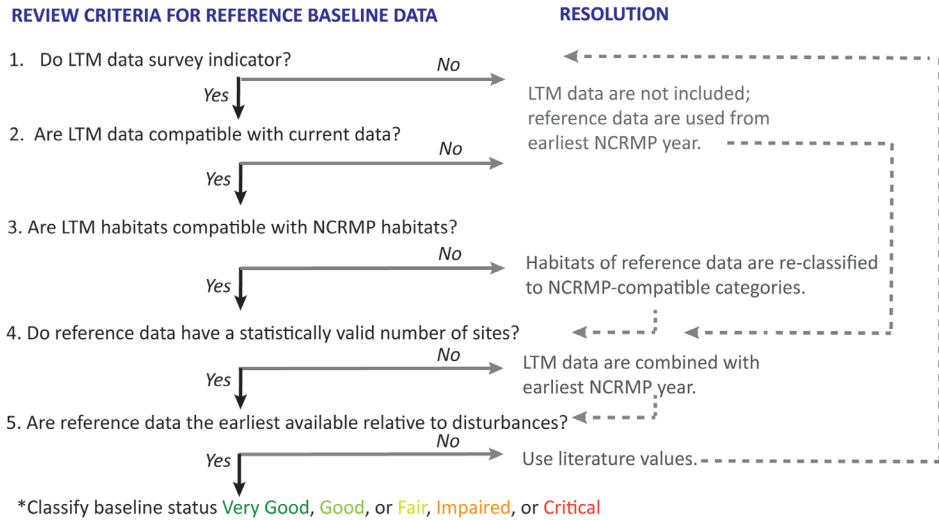 REVIEW CRITERIA FOR REFERENCE BASELINE DATA
RESOLUTION
1. Do LTM data survey indicator?
No
Yes
LTM data are not included;
reference data are used from
earliest NCRMP year.
2. Are LTM data compatible with current data?
No
Yes
3. Are LTM habitats compatible with NCRMP habitats?
No
Yes
Habitats of reference data are re-classified
to NCRMP-compatible categories.
4. Do reference data have a statistically valid number of sites?
No
Yes
LTM data are combined with
earliest NCRMP year.
5. Are reference data the earliest available relative to disturbances?
No
Yes
Use literature values.
*Classify baseline status Very Good, Good, or Fair, Impaired, or Critical